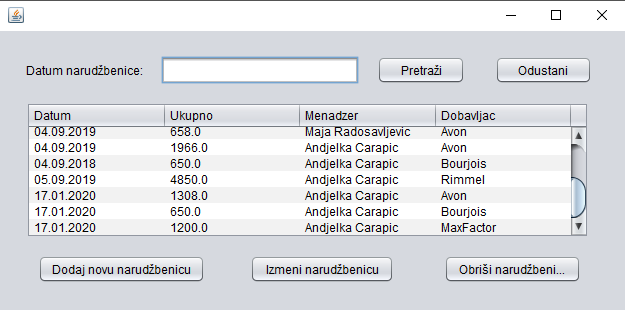 Datum narudžbenice: Pretraži Odustani
Datum Ukupno Menadzer Dobavljac
04.09.2019 658.0 Maja Radosavljevic Avon
04.09.2019 1966.0 Andjelka Carapic Avon
04.09.2018 650.0 Andjelka Carapic Bourjois
05.09.2019 4850.0 Andjelka Carapic Rimmel
17.01.2020 1308.0 Andjelka Carapic Avon
17.01.2020 650.0 Andjelka Carapic Bourjois
17.01.2020 1200.0 Andjelka Carapic MaxFactor
Dodaj novu narudžbenicu Izmeni narudžbenicu Obriši narudžbeni...